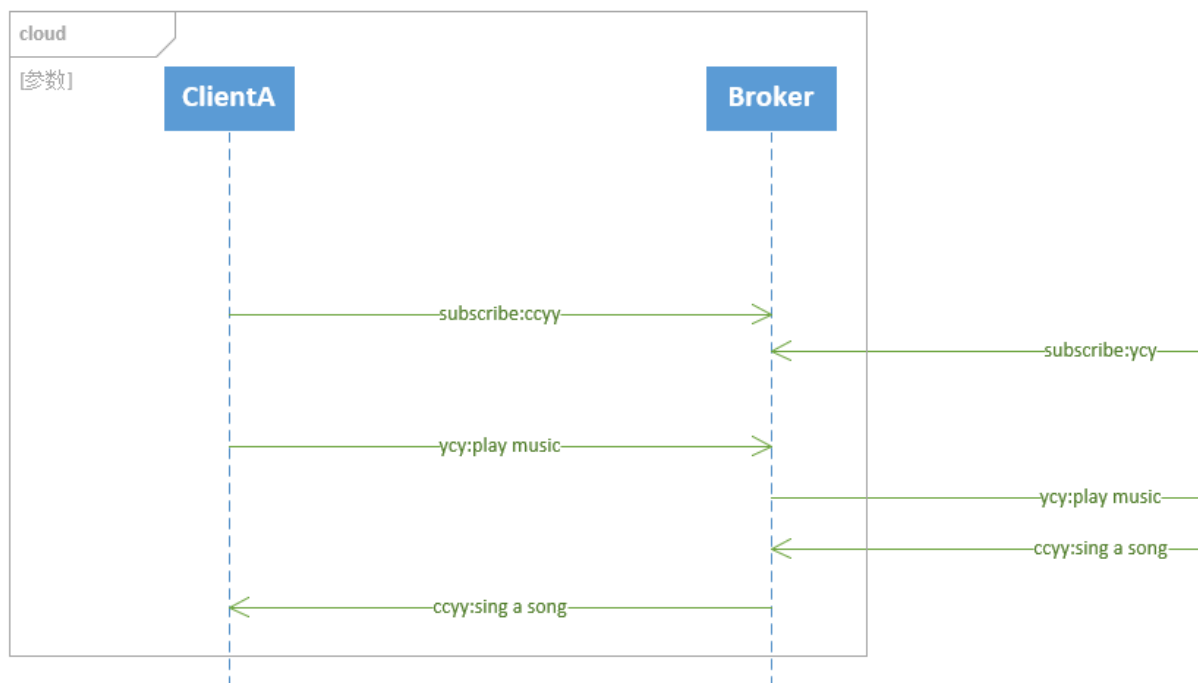 cloud
[参数]
ClientA
Broker
subscribe:ccyy
subscribe:ycy
ycy:play music
ycy:play music
ccyy:sing a song
ccyy:sing a song